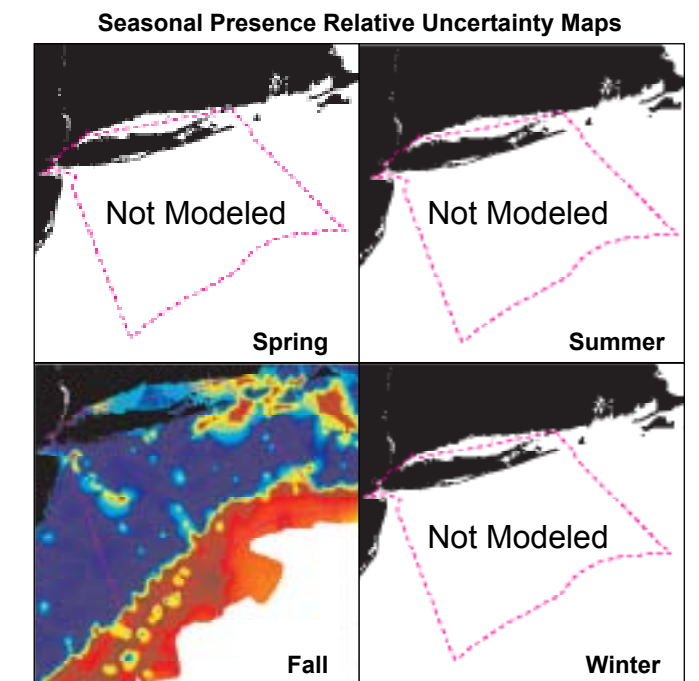 Seasonal Presence Relative Uncertainty Maps
Not Modeled
Spring
Not Modeled
Summer
Fall
Not Modeled
Winter